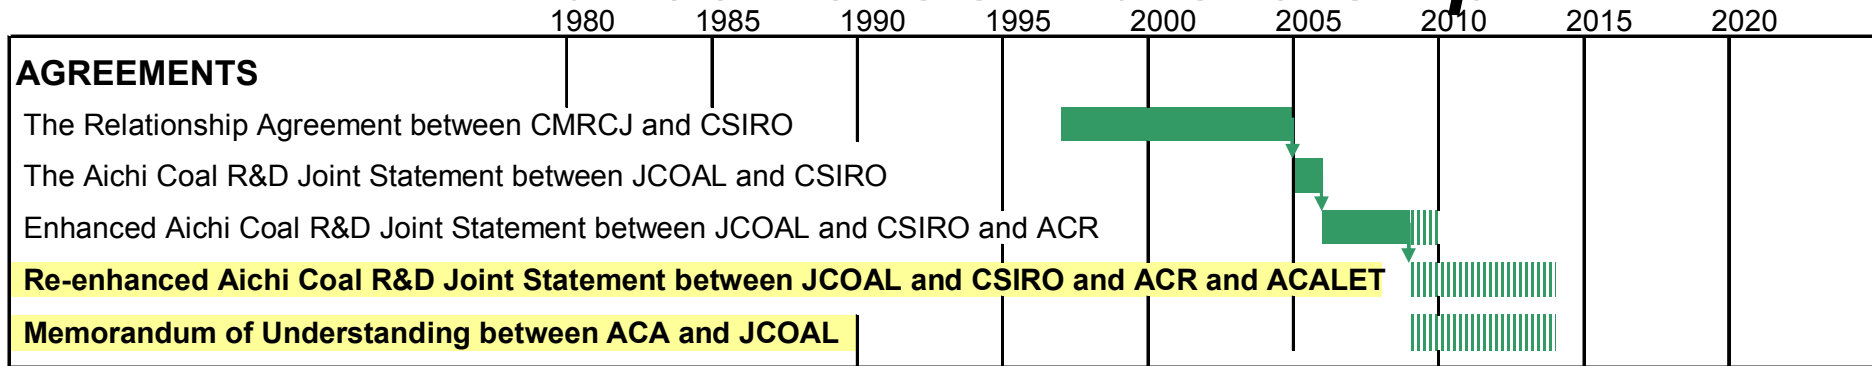 1980 1985 1990 1995 2000 2005 2010 2015 2020
AGREEMENTS
The Relationship Agreement between CMRCJ and CSIRO
The Aichi Coal R&D Joint Statement between JCOAL and CSIRO
Enhanced Aichi Coal R&D Joint Statement between JCOAL and CSIRO and ACR
Re-enhanced Aichi Coal R&D Joint Statement between JCOAL and CSIRO and ACR and ACALET
Memorandum of Understanding between ACA and JCOAL